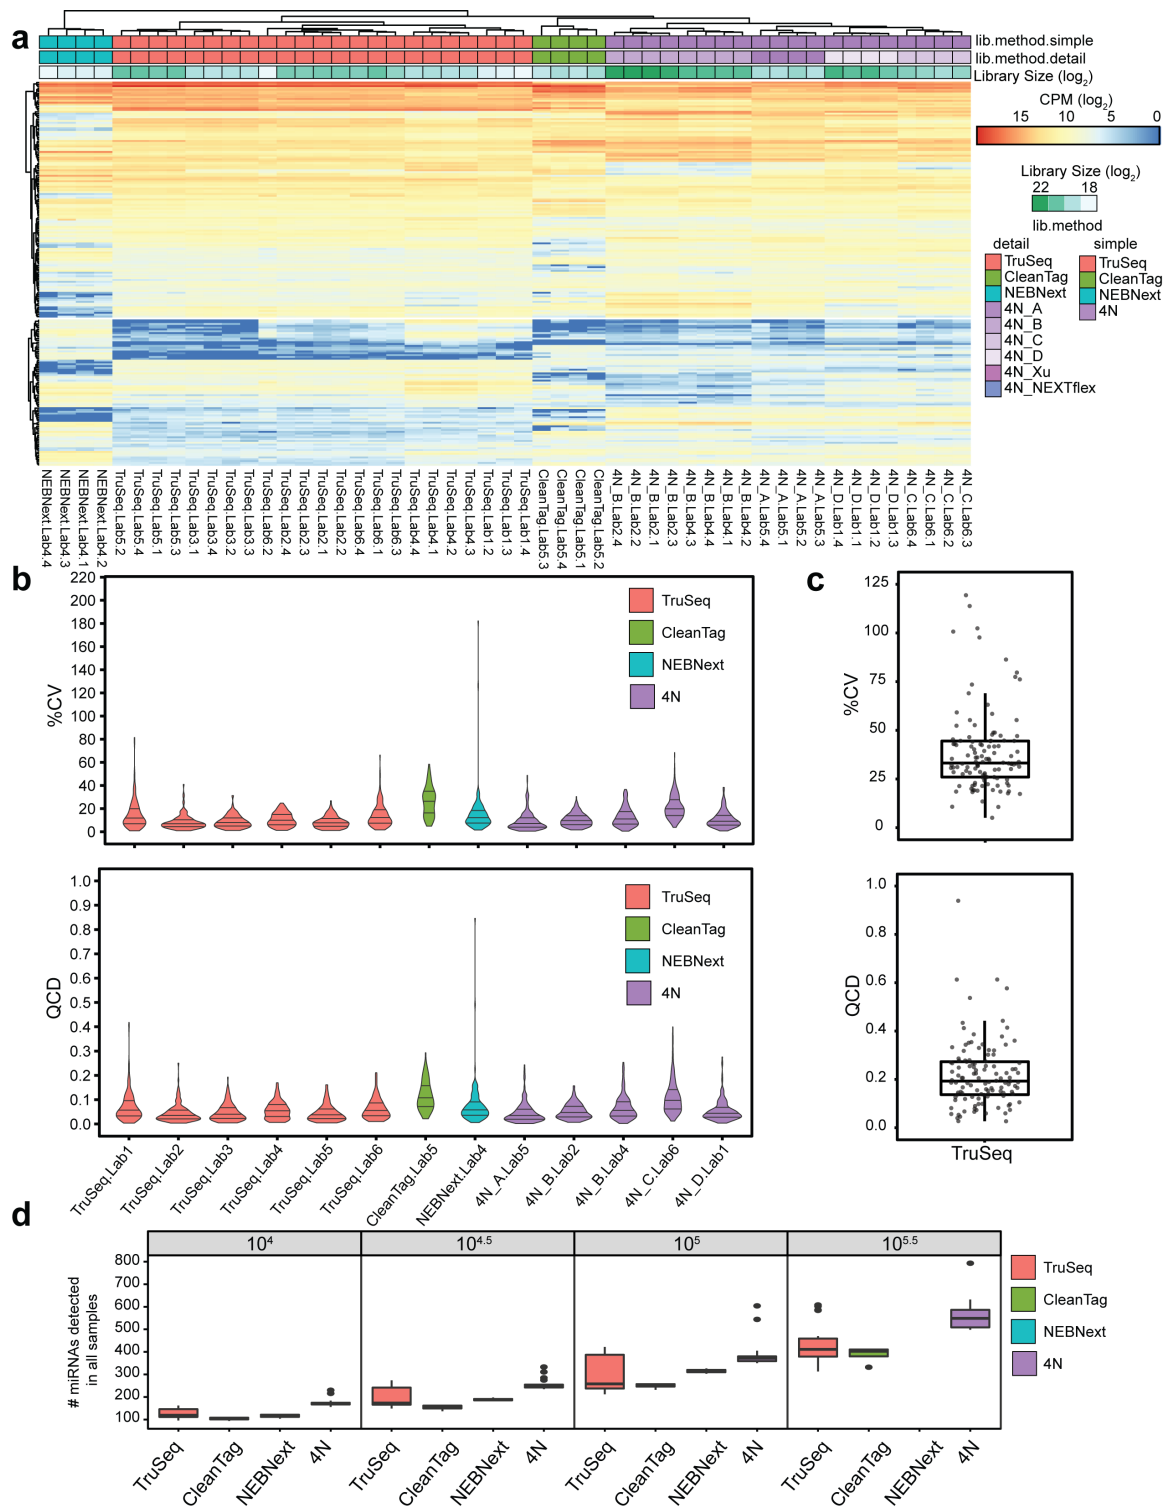 a
lib.method.simple
lib.method.detail
Library Size (log2)
CPM (log2)
15 10 5 0
Library Size (log2)
22 18
lib.method
detail simple
TruSeq TruSeq
CleanTag CleanTag
NEBNext NEBNext
4N_A 4N
4N_B
4N_C
4N_D
4N_Xu
4N_NEXTflex
NEBNext.Lab4.4
NEBNext.Lab4.3
NEBNext.Lab4.1
NEBNext.Lab4.2
TruSeq.Lab5.2
TruSeq.Lab5.4
TruSeq.Lab5.1
TruSeq.Lab5.3
TruSeq.Lab3.1
TruSeq.Lab3.4
TruSeq.Lab3.2
TruSeq.Lab3.3
TruSeq.Lab6.2
TruSeq.Lab2.4
TruSeq.Lab2.3
TruSeq.Lab2.1
TruSeq.Lab2.2
TruSeq.Lab6.4
TruSeq.Lab6.1
TruSeq.Lab6.3
TruSeq.Lab4.4
TruSeq.Lab4.1
TruSeq.Lab4.2
TruSeq.Lab4.3
TruSeq.Lab1.2
TruSeq.Lab1.3
TruSeq.Lab1.4
CleanTag.Lab5.3
CleanTag.Lab5.4
CleanTag.Lab5.1
CleanTag.Lab5.2
4N_B.Lab2.4
4N_B.Lab2.2
4N_B.Lab2.1
4N_B.Lab2.3
4N_B.Lab4.3
4N_B.Lab4.4
4N_B.Lab4.1
4N_B.Lab4.2
4N_A.Lab5.4
4N_A.Lab5.1
4N_A.Lab5.2
4N_A.Lab5.3
4N_D.Lab1.4
4N_D.Lab1.1
4N_D.Lab1.2
4N_D.Lab1.3
4N_C.Lab6.4
4N_C.Lab6.1
4N_C.Lab6.2
4N_C.Lab6.3
b
220
200
180
160
140
120
100
80
60
40
20
0
%CV
TruSeq
CleanTag
NEBNext
4N
1.0
0.9
0.8
0.7
0.6
0.5
0.4
0.3
0.2
0.1
0.0
QCD
TruSeq
CleanTag
NEBNext
4N
TruSeq.Lab1
TruSeq.Lab2
TruSeq.Lab3
TruSeq.Lab4
TruSeq.Lab5
TruSeq.Lab6
CleanTag.Lab5
NEBNext.Lab4
4N_A.Lab5
4N_B.Lab2
4N_B.Lab4
4N_C.Lab6
4N_D.Lab1
c
125
100
75
50
25
0
%CV
1.0
0.8
0.6
0.4
0.2
0.0
QCD
TruSeq
d
10^4 10^4.5 10^5 10^5.5
800
700
600
500
400
300
200
100
# miRNAs detected
in all samples
TruSeq
CleanTag
NEBNext
4N
TruSeq CleanTag NEBNext 4N TruSeq CleanTag NEBNext 4N TruSeq CleanTag NEBNext 4N TruSeq CleanTag NEBNext 4N